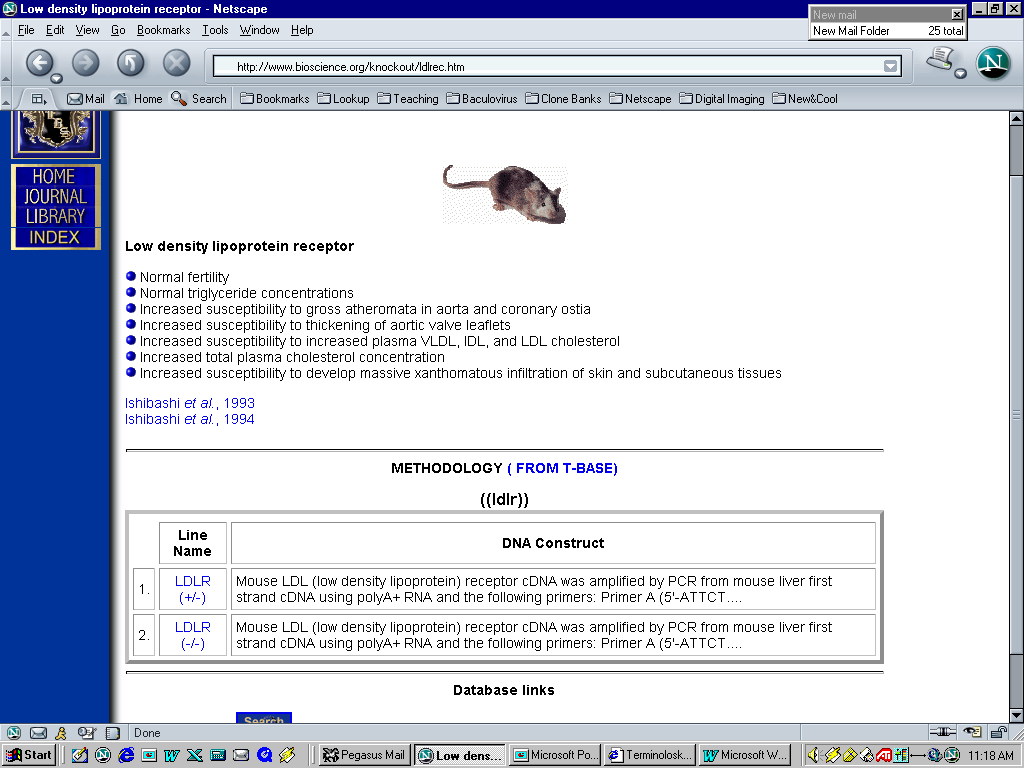 Low density lipoprotein receptor - Netscape
New mail
New Mail Folder 25 total
File Edit View Go Bookmarks Tools Window Help
http://www.bioscience.org/knockout/ldlrec.htm
N
Mail Home Search Bookmarks Lookup Teaching Baculovirus Clone Banks Netscape Digital Imaging New&Cool
HOME
JOURNAL
LIBRARY
INDEX
Low density lipoprotein receptor
Normal fertility
Normal triglyceride concentrations
Increased susceptibility to gross atheromata in aorta and coronary ostia
Increased susceptibility to thickening of aortic valve leaflets
Increased susceptibility to increased plasma VLDL, IDL, and LDL cholesterol
Increased total plasma cholesterol concentration
Increased susceptibility to develop massive xanthomatous infiltration of skin and subcutaneous tissues
Ishibashi et al., 1993
Ishibashi et al., 1994
METHODOLOGY ( FROM T-BASE)
((ldlr))
Line
Name
DNA Construct
1. LDLR
(+/-)
Mouse LDL (low density lipoprotein) receptor cDNA was amplified by PCR from mouse liver first
strand cDNA using polyA+ RNA and the following primers: Primer A (5'-ATTCT....
2. LDLR
(-/-)
Mouse LDL (low density lipoprotein) receptor cDNA was amplified by PCR from mouse liver first
strand cDNA using polyA+ RNA and the following primers: Primer A (5'-ATTCT....
Database links
Search
Done
Start Pegasus Mail Low dens... Microsoft Po... Terminolosk... Microsoft W... 11:18 AM